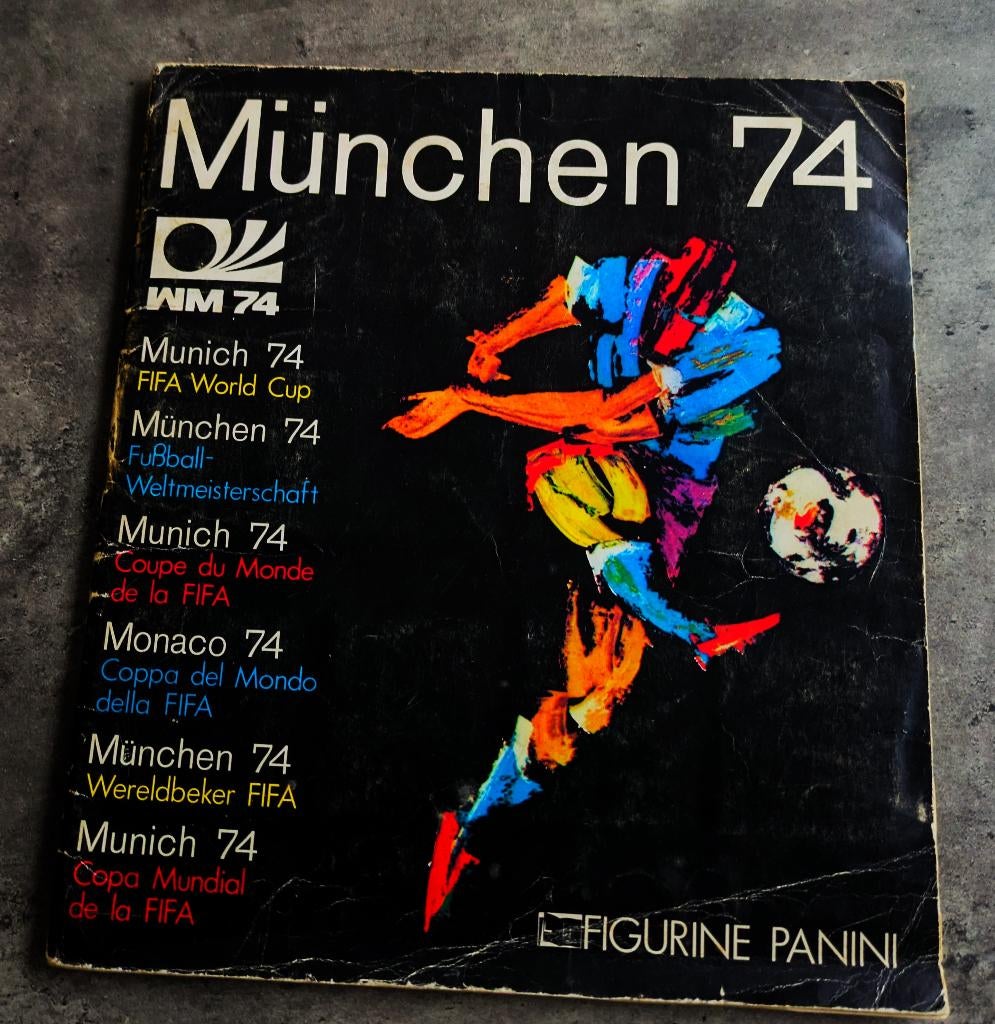 München 74
WM 74
Munich 74
FIFA World Cup
München 74
Fußball-
Weltmeisterschaft
Munich 74
Coupe du Monde
de la FIFA
Monaco 74
Coppa del Mondo
della FIFA
München 74
Wereldbeker FIFA
Munich 74
Copa Mundial
de la FIFA
FIGURINE PANINI